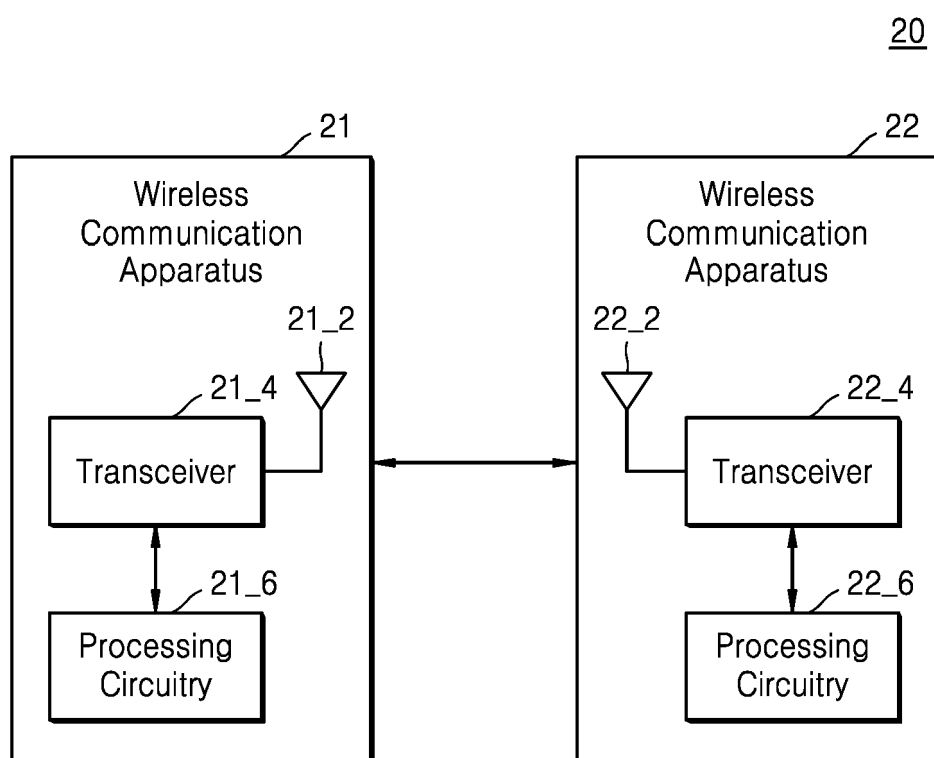 20
21
22
Wireless
Communication
Apparatus
Wireless
Communication
Apparatus
21_2
22_2
21_4
22_4
Transceiver
Transceiver
21_6
22_6
Processing
Circuitry
Processing
Circuitry